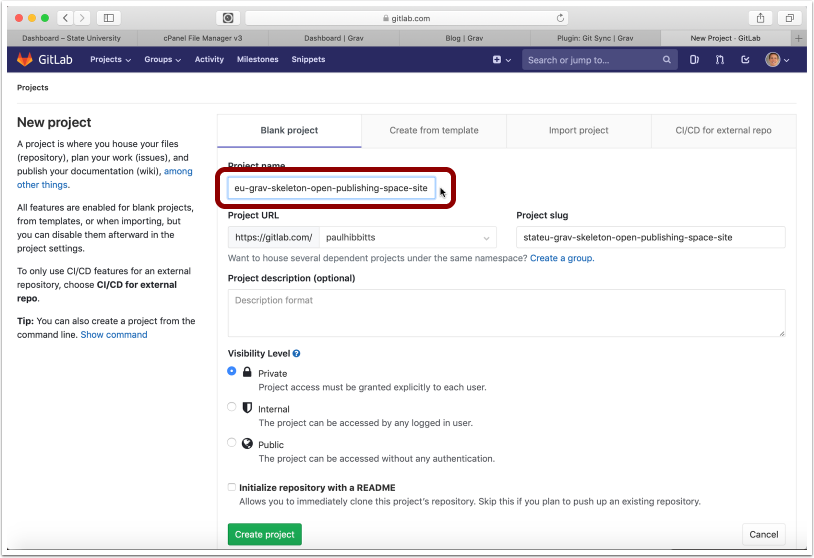 gitlab.com
Dashboard – State University
cPanel File Manager v3
Dashboard | Grav
Blog | Grav
Plugin: Git Sync | Grav
New Project · GitLab
GitLab Projects Groups Activity Milestones Snippets Search or jump to...
Projects
New project
A project is where you house your files
(repository), plan your work (issues), and
publish your documentation (wiki), among
other things.
All features are enabled for blank projects,
from templates, or when importing, but
you can disable them afterward in the
project settings.
To only use CI/CD features for an external
repository, choose CI/CD for external
repo.
Tip: You can also create a project from the
command line. Show command
Blank project
Create from template
Import project
CI/CD for external repo
Project name
eu-grav-skeleton-open-publishing-space-site
Project URL
https://gitlab.com/ paulhibbitts
Project slug
stateu-grav-skeleton-open-publishing-space-site
Want to house several dependent projects under the same namespace? Create a group.
Project description (optional)
Description format
Visibility Level
Private
Project access must be granted explicitly to each user.
Internal
The project can be accessed by any logged in user.
Public
The project can be accessed without any authentication.
Initialize repository with a README
Allows you to immediately clone this project's repository. Skip this if you plan to push up an existing repository.
Create project
Cancel